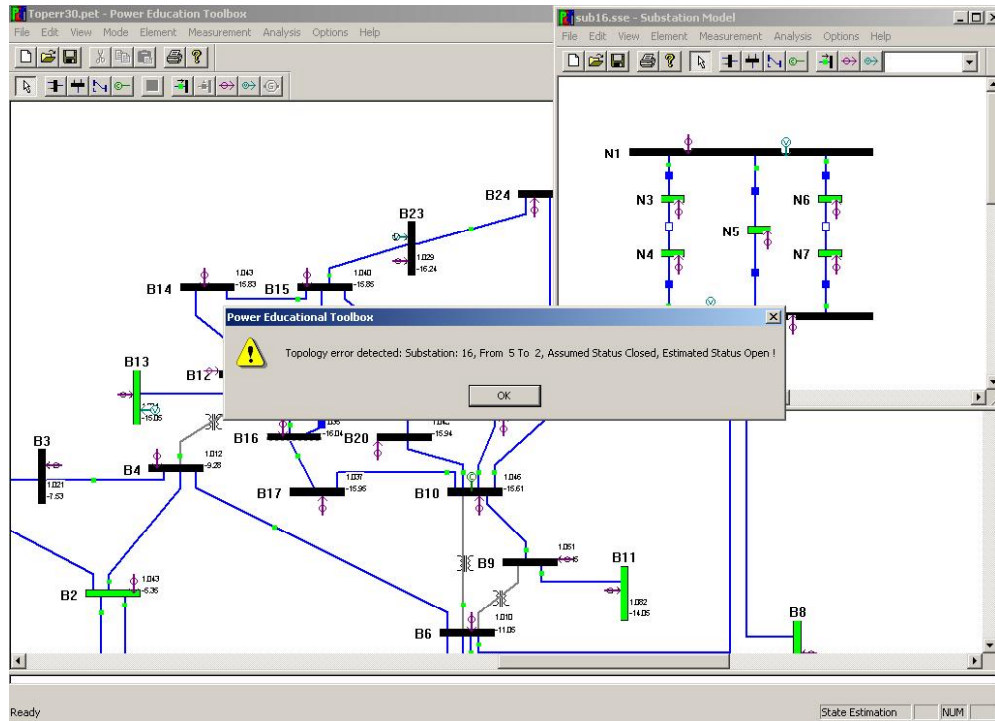 Toperr30.pet - Power Education Toolbox
File Edit View Mode Element Measurement Analysis Options Help
sub16.sse - Substation Model
File Edit View Element Measurement Analysis Options Help
N1
N3
N6
N5
N4
N7
B24
B23
1.029
-16.24
1.043
-15.83
1.040
-15.86
B14
B15
Power Educational Toolbox
Topology error detected: Substation: 16, From 5 To 2, Assumed Status Closed, Estimated Status Open !
OK
B13
B12
-15.05
B16
-16.04
B20
-15.94
B3
1.021
-7.53
B4
1.012
-9.28
B17
1.037
-15.95
B10
1.046
-15.61
B9
1.051
B11
1.082
-14.05
B2
1.043
-5.35
B6
1.010
-11.05
B8
Ready
State Estimation
NUM